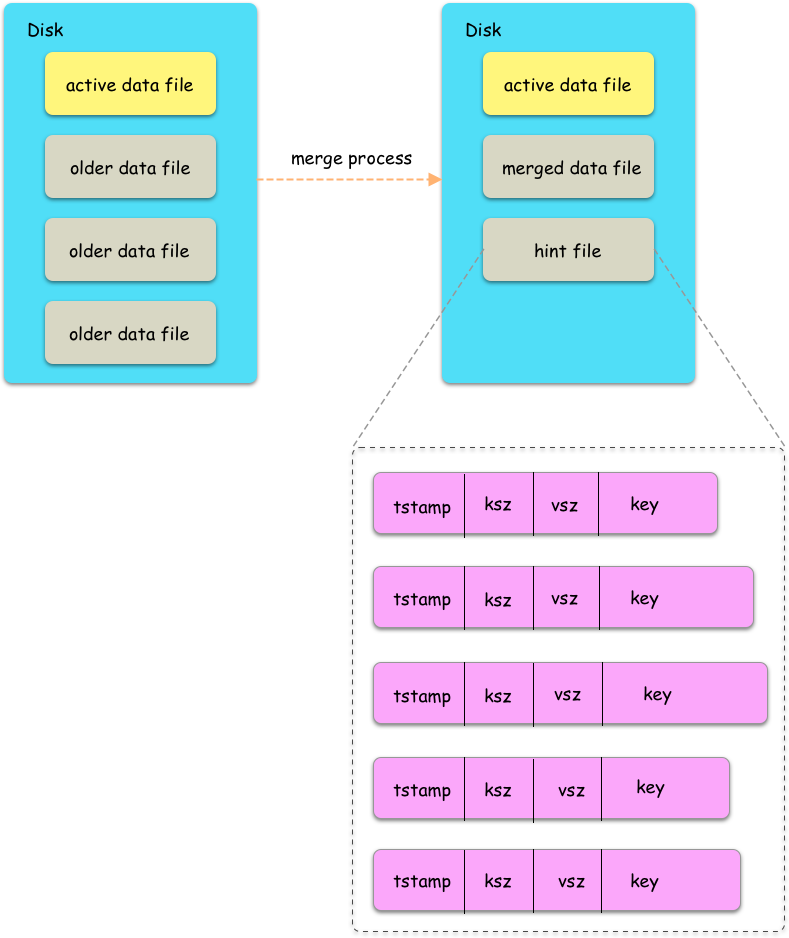 Disk
active data file
older data file
older data file
older data file
merge process
Disk
active data file
merged data file
hint file
tstamp ksz vsz key
tstamp ksz vsz key
tstamp ksz vsz key
tstamp ksz vsz key
tstamp ksz vsz key